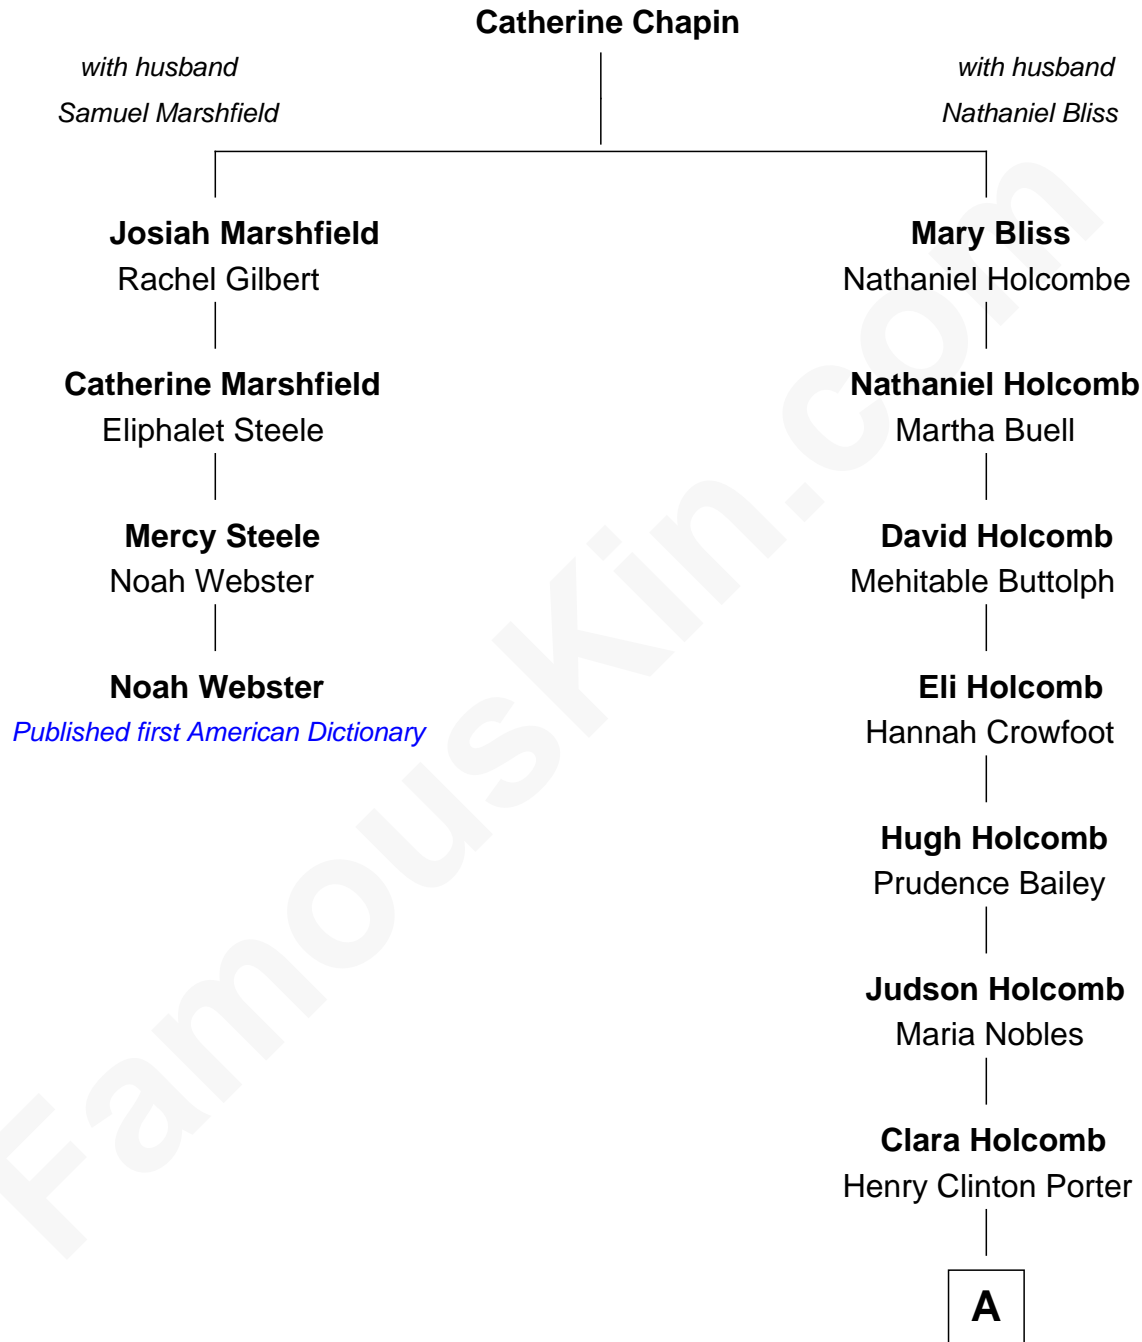 Catherine Chapin
with husband
Samuel Marshfield
with husband
Nathaniel Bliss
Josiah Marshfield
Rachel Gilbert
Mary Bliss
Nathaniel Holcombe
Catherine Marshfield
Eliphalet Steele
Nathaniel Holcomb
Martha Buell
Mercy Steele
Noah Webster
David Holcomb
Mehitable Buttolph
Noah Webster
Published first American Dictionary
Eli Holcomb
Hannah Crowfoot
Hugh Holcomb
Prudence Bailey
Judson Holcomb
Maria Nobles
Clara Holcomb
Henry Clinton Porter
A
FamousKin.com